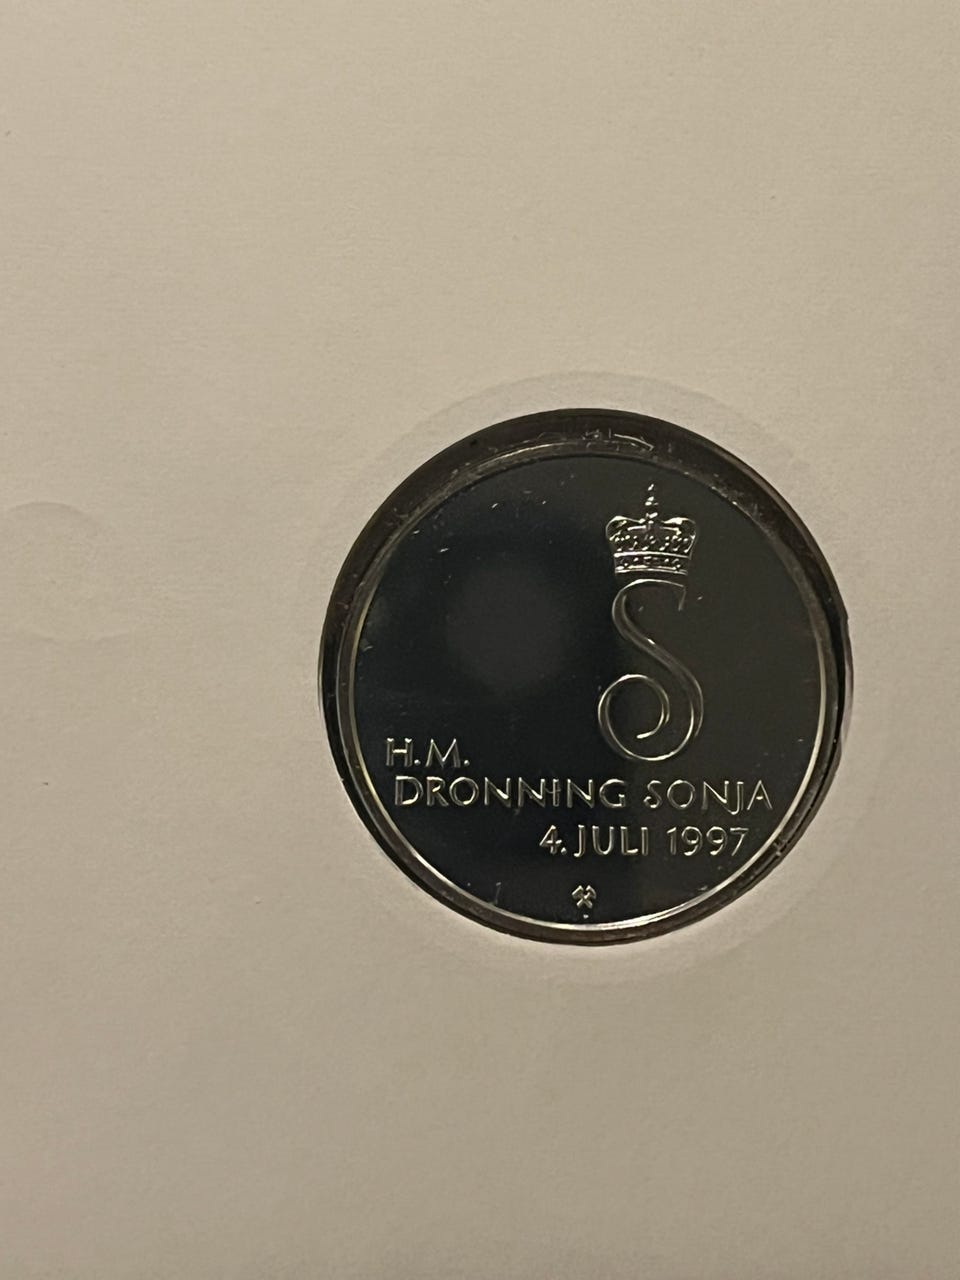 H.M.
DRONNING SONJA
4. JULI 1997